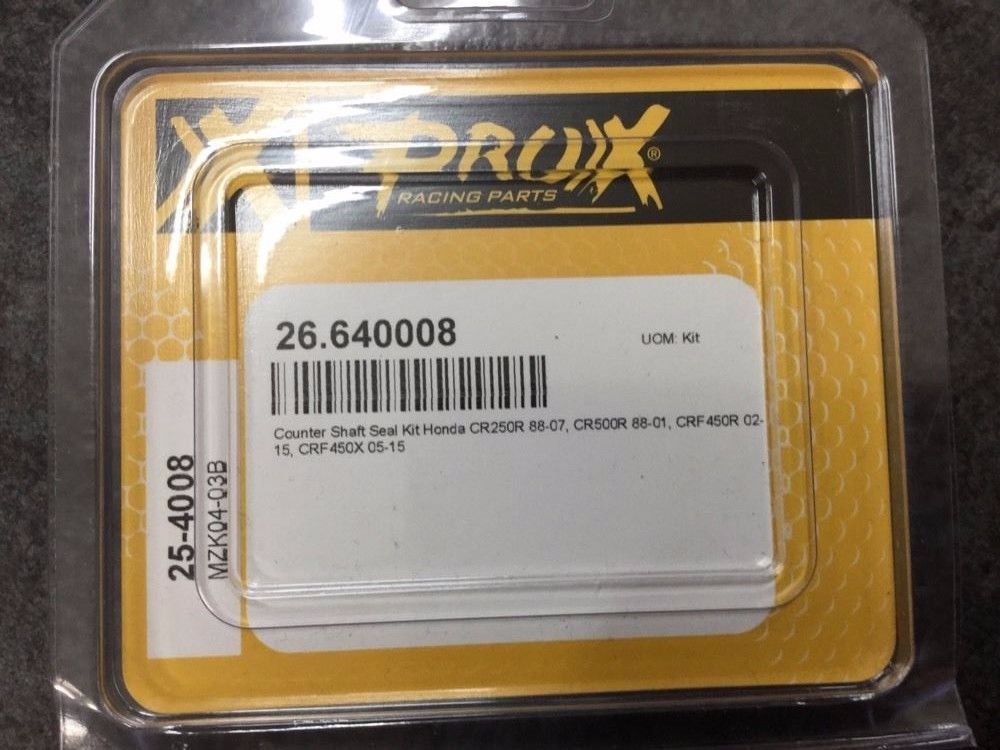 PROX®
RACING PARTS
26.640008
UOM: Kit
Counter Shaft Seal Kit Honda CR250R 88-07, CR500R 88-01, CRF450R 02-
15, CRF450X 05-15
25-4008
MZK04-03B